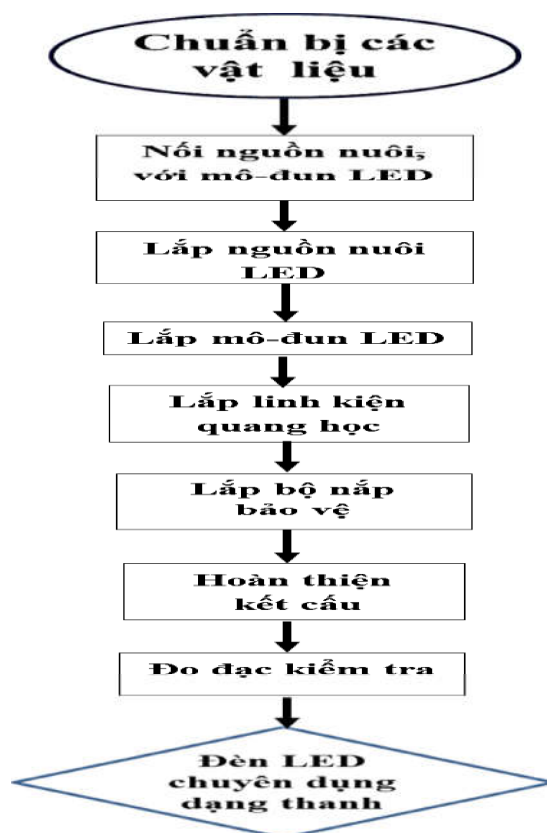 Chuẩn bị các
vật liệu
Nối nguồn nuôi,
với mô-đun LED
Lắp nguồn nuôi
LED
Lắp mô-đun LED
Lắp linh kiện
quang học
Lắp bộ nắp
bảo vệ
Hoàn thiện
kết cấu
Đo đạc kiểm tra
Đèn LED
chuyên dụng
dạng thanh